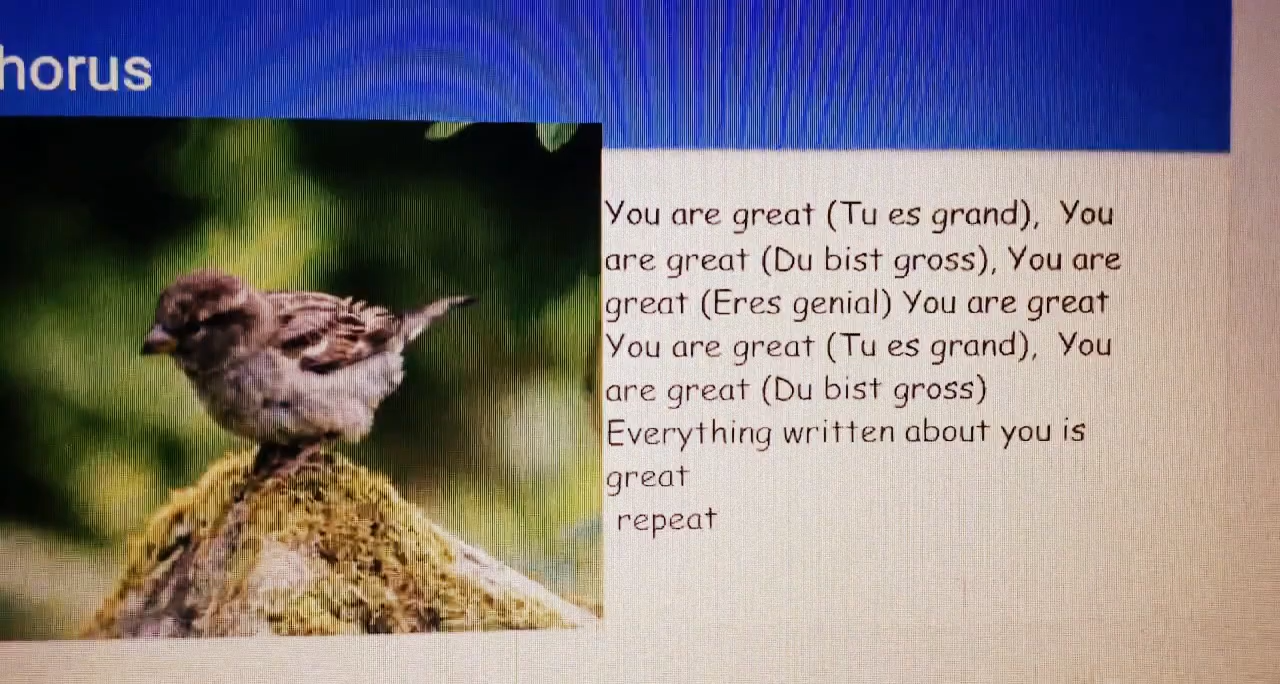 horus
You are great (Tu es grand), You
are great (Du bist gross), You are
great (Eres genial) You are great
You are great (Tu es grand), You
are great (Du bist gross)
Everything written about you is
great
repeat